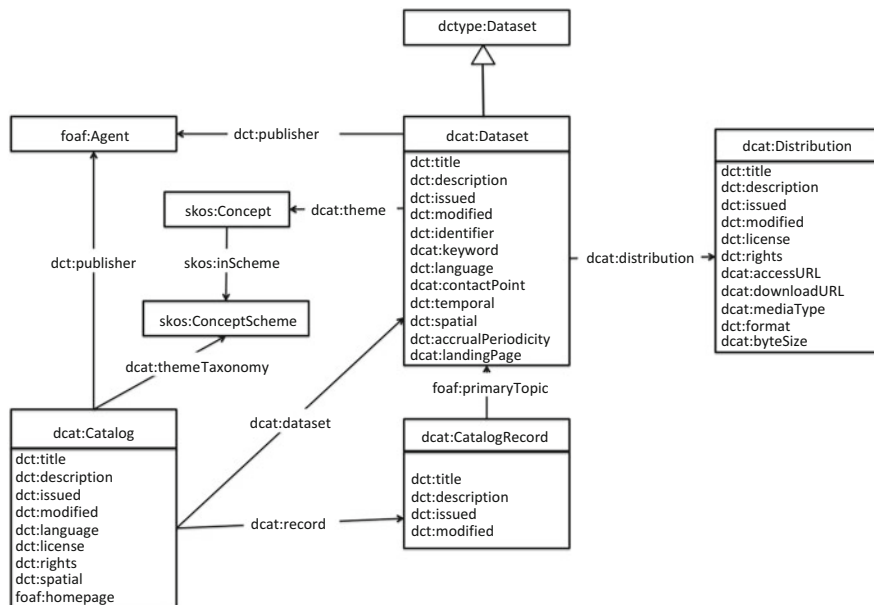 dctype:Dataset
foaf:Agent
dct:publisher
dcat:Dataset
dct:title
dct:description
dct:issued
dct:modified
dct:identifier
dcat:keyword
dct:language
dcat:contactPoint
dct:temporal
dct:spatial
dct:accrualPeriodicity
dcat:landingPage
dcat:Distribution
dct:title
dct:description
dct:issued
dct:modified
dct:license
dct:rights
dcat:accessURL
dcat:downloadURL
dcat:mediaType
dct:format
dcat:byteSize
skos:Concept
dcat:theme
dct:publisher
skos:inScheme
dcat:distribution
skos:ConceptScheme
dcat:themeTaxonomy
foaf:primaryTopic
dcat:dataset
dcat:Catalog
dct:title
dct:description
dct:issued
dct:modified
dct:language
dct:license
dct:rights
dct:spatial
foaf:homepage
dcat:record
dcat:CatalogRecord
dct:title
dct:description
dct:issued
dct:modified